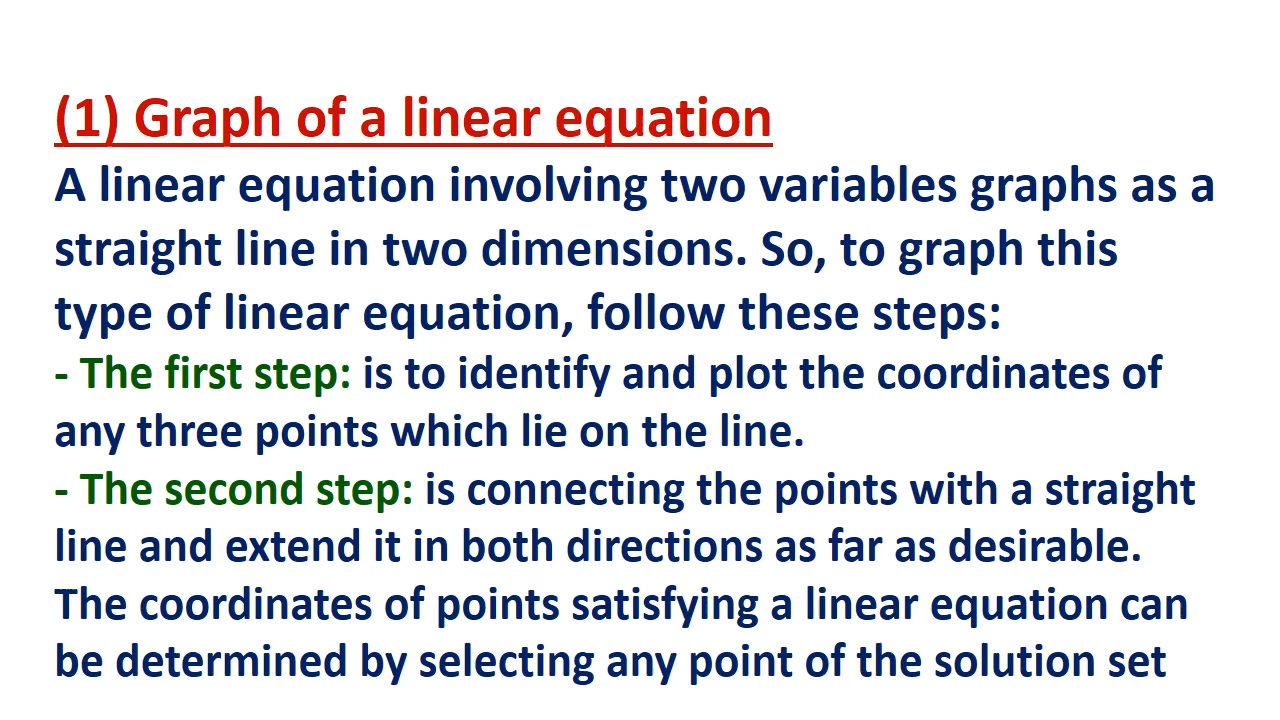 (1) Graph of a linear equation
A linear equation involving two variables graphs as a
straight line in two dimensions. So, to graph this
type of linear equation, follow these steps:
- The first step: is to identify and plot the coordinates of
any three points which lie on the line.
- The second step: is connecting the points with a straight
line and extend it in both directions as far as desirable.
The coordinates of points satisfying a linear equation can
be determined by selecting any point of the solution set